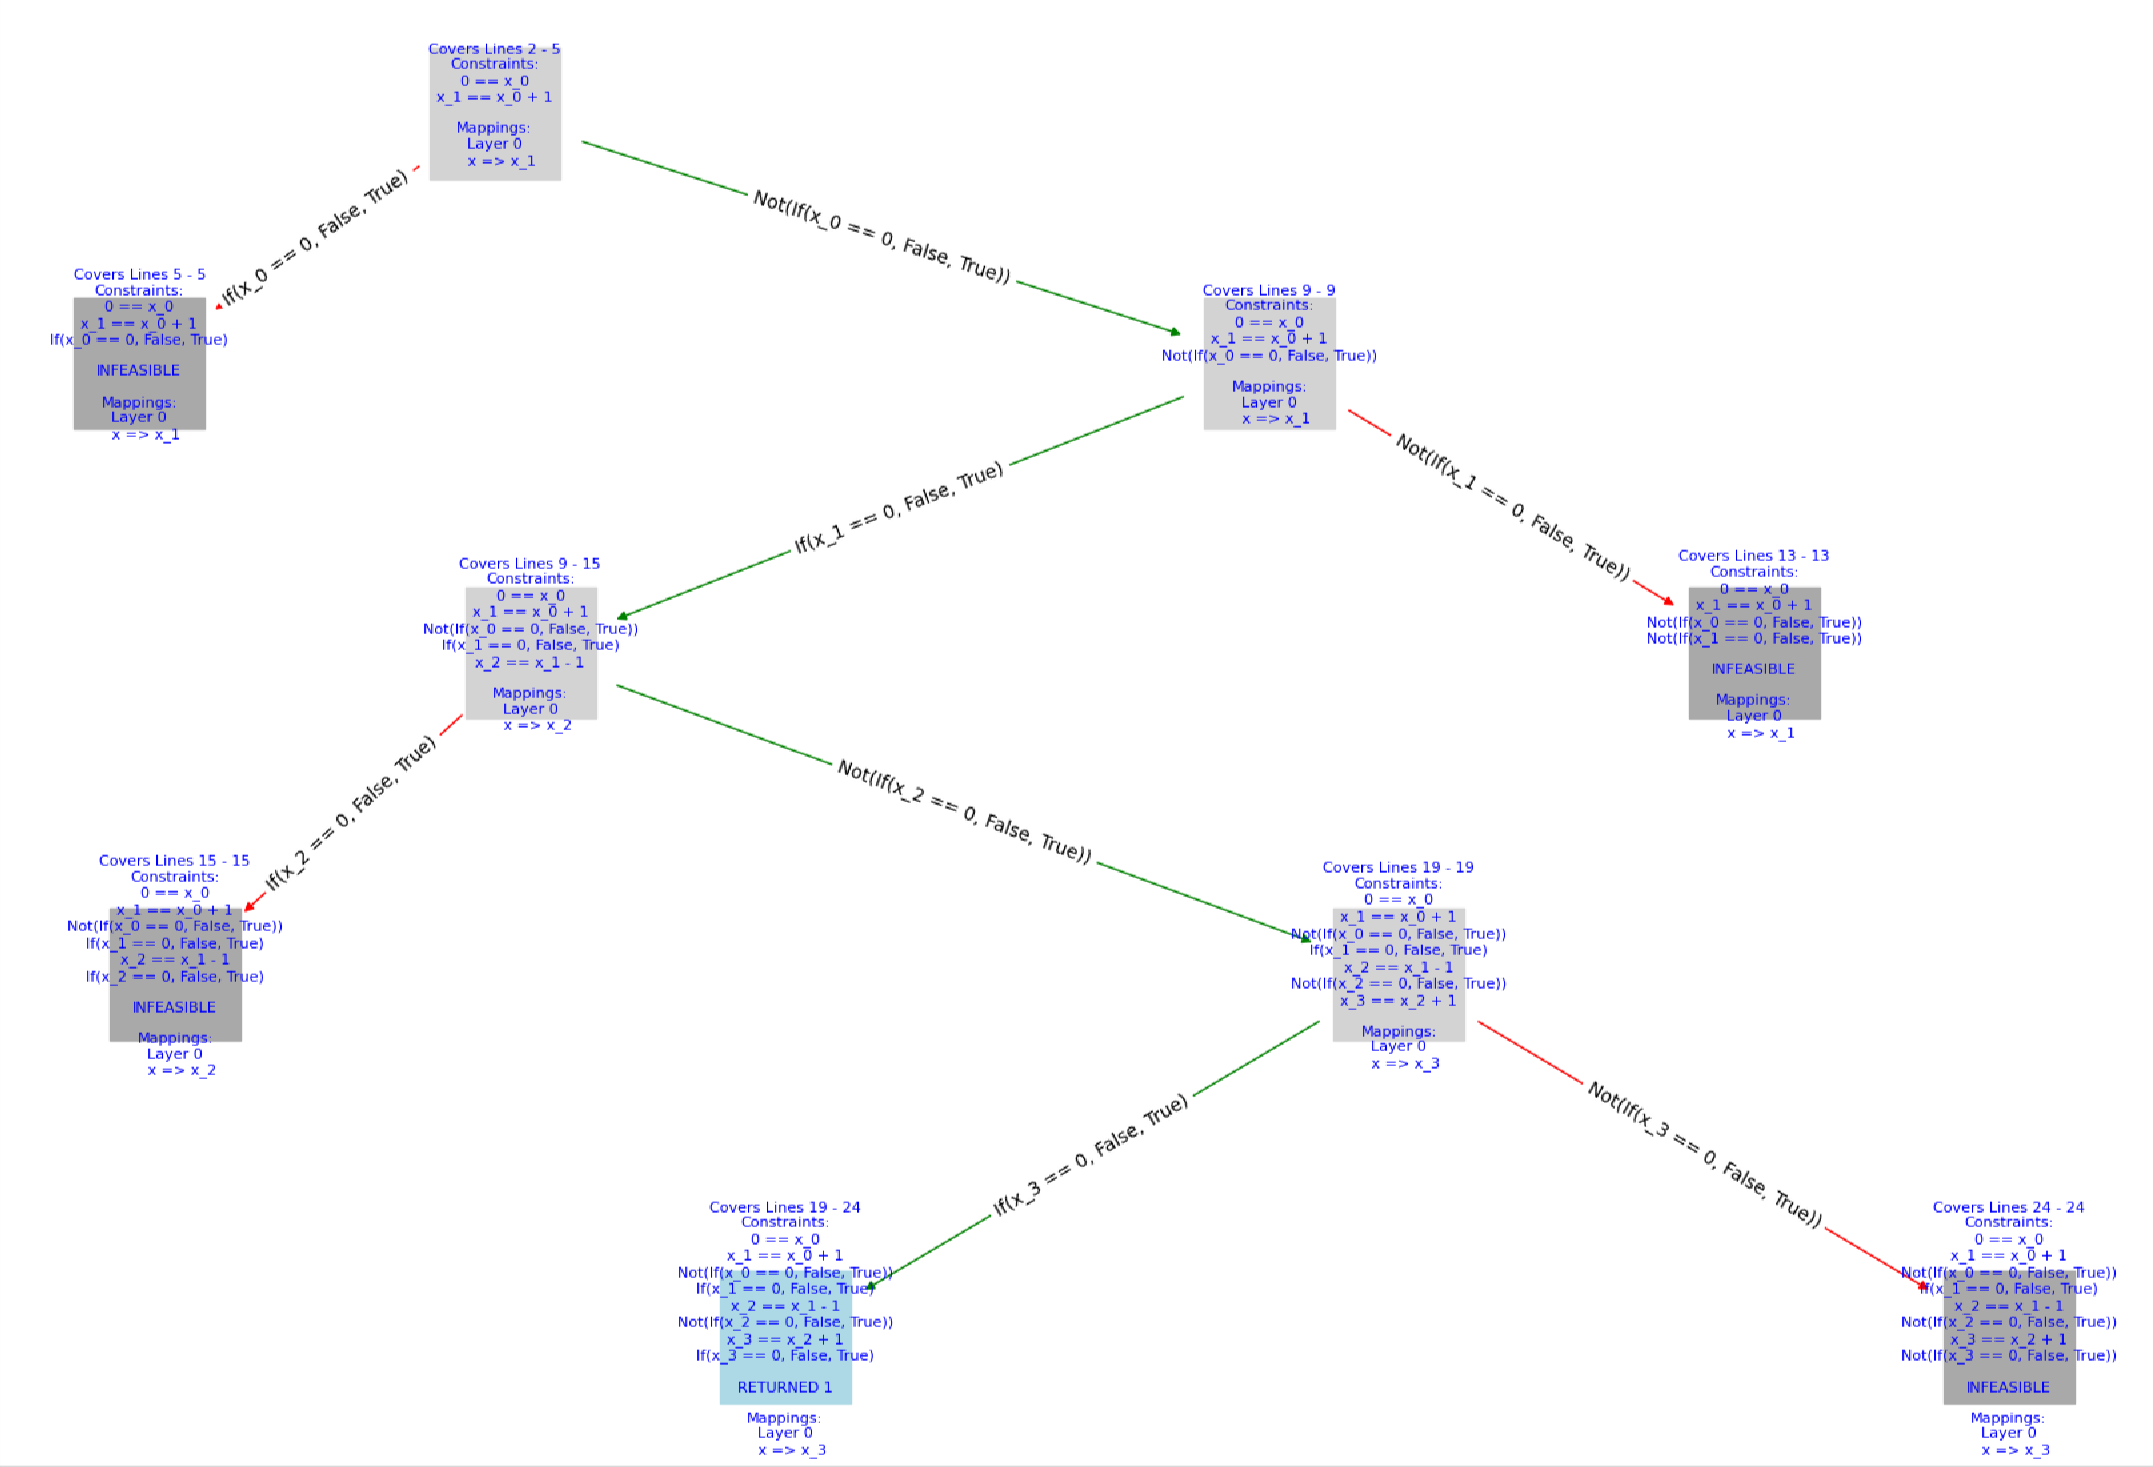 Covers Lines 2 - 5
Constraints:
0 == x_0
x_1 == x_0 + 1
Mappings:
Layer 0
x => x_1
If(x_0 == 0, False, True)
Not(If(x_0 == 0, False, True))
Covers Lines 5 - 5
Constraints:
0 == x_0
x_1 == x_0 + 1
If(x_0 == 0, False, True)
INFEASIBLE
Mappings:
Layer 0
x => x_1
Covers Lines 9 - 9
Constraints:
0 == x_0
x_1 == x_0 + 1
Not(If(x_0 == 0, False, True))
Mappings:
Layer 0
x => x_1
If(x_1 == 0, False, True)
Not(If(x_1 == 0, False, True))
Covers Lines 9 - 15
Constraints:
0 == x_0
x_1 == x_0 + 1
Not(If(x_0 == 0, False, True))
If(x_1 == 0, False, True)
x_2 == x_1 - 1
Mappings:
Layer 0
x => x_2
Covers Lines 13 - 13
Constraints:
0 == x_0
x_1 == x_0 + 1
Not(If(x_0 == 0, False, True))
Not(If(x_1 == 0, False, True))
INFEASIBLE
Mappings:
Layer 0
x => x_1
If(x_2 == 0, False, True)
Not(If(x_2 == 0, False, True))
Covers Lines 15 - 15
Constraints:
0 == x_0
x_1 == x_0 + 1
Not(If(x_0 == 0, False, True))
If(x_1 == 0, False, True)
x_2 == x_1 - 1
If(x_2 == 0, False, True)
INFEASIBLE
Mappings:
Layer 0
x => x_2
Covers Lines 19 - 19
Constraints:
0 == x_0
x_1 == x_0 + 1
Not(If(x_0 == 0, False, True))
If(x_1 == 0, False, True)
x_2 == x_1 - 1
Not(If(x_2 == 0, False, True))
x_3 == x_2 + 1
Mappings:
Layer 0
x => x_3
If(x_3 == 0, False, True)
Not(If(x_3 == 0, False, True))
Covers Lines 19 - 24
Constraints:
0 == x_0
x_1 == x_0 + 1
Not(If(x_0 == 0, False, True))
If(x_1 == 0, False, True)
x_2 == x_1 - 1
Not(If(x_2 == 0, False, True))
x_3 == x_2 + 1
If(x_3 == 0, False, True)
RETURNED 1
Mappings:
Layer 0
x => x_3
Covers Lines 24 - 24
Constraints:
0 == x_0
x_1 == x_0 + 1
Not(If(x_0 == 0, False, True))
If(x_1 == 0, False, True)
x_2 == x_1 - 1
Not(If(x_2 == 0, False, True))
x_3 == x_2 + 1
Not(If(x_3 == 0, False, True))
INFEASIBLE
Mappings:
Layer 0
x => x_3